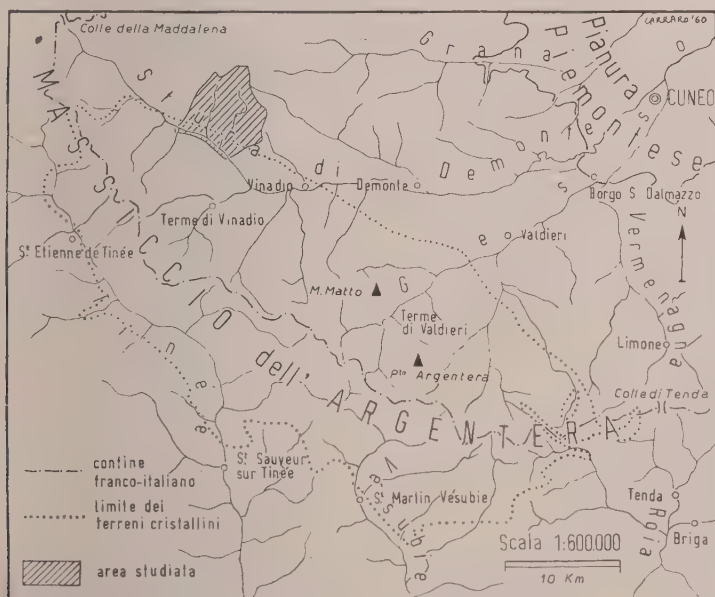 CARRARO '60
Colle della Maddalena
Grana
Pianura Piemontese
CUNEO
Stura di Demonte
MASSICCIO dell'ARGENTERA
Vinadio
Demonte
Borgo S. Dalmazzo
Terme di Vinadio
Gesso
Valdieri
N
Vermenagna
St Etienne de Tinée
M. Matto
Terme di Valdieri
Limone
Pta Argentera
Colle di Tenda
Tinée
St Sauveur sur Tinée
Vésubie
St Martin Vésubie
Tenda
Roia
Briga
confine franco-italiano
limite dei terreni cristallini
area studiata
Scala 1:600.000
10 Km